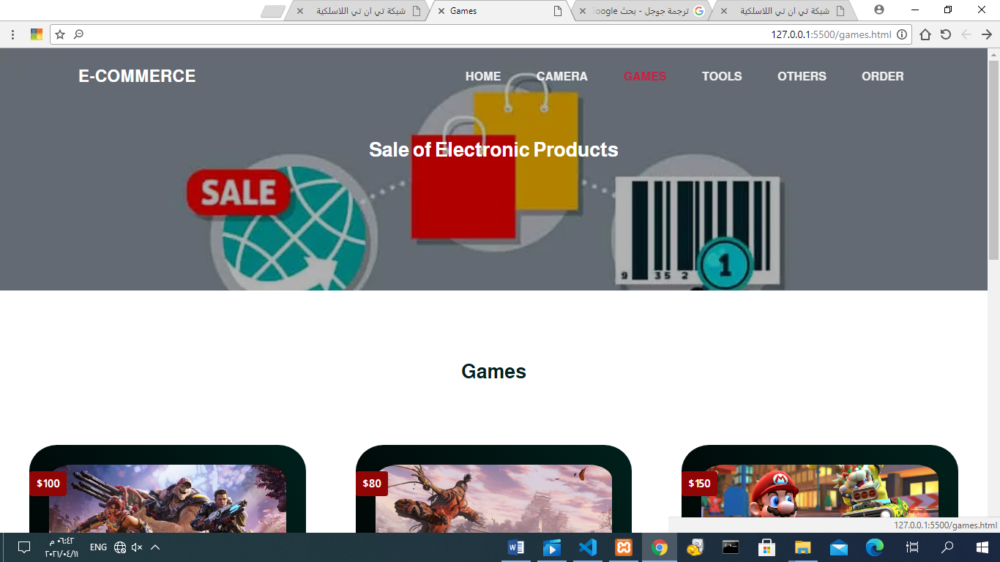 شبكة تي ان تي اللاسلكية
Games
ترجمة جوجل - بحث Google
شبكة تي ان تي اللاسلكية
127.0.0.1:5500/games.html
E-COMMERCE
HOME CAMERA GAMES TOOLS OTHERS ORDER
Sale of Electronic Products
SALE
9 35 2
1
Games
$100
$80
$150
M
127.0.0.1:5500/games.html
٠٦:٤٢ م
ENG
٢٠٢١/٠٤/١١